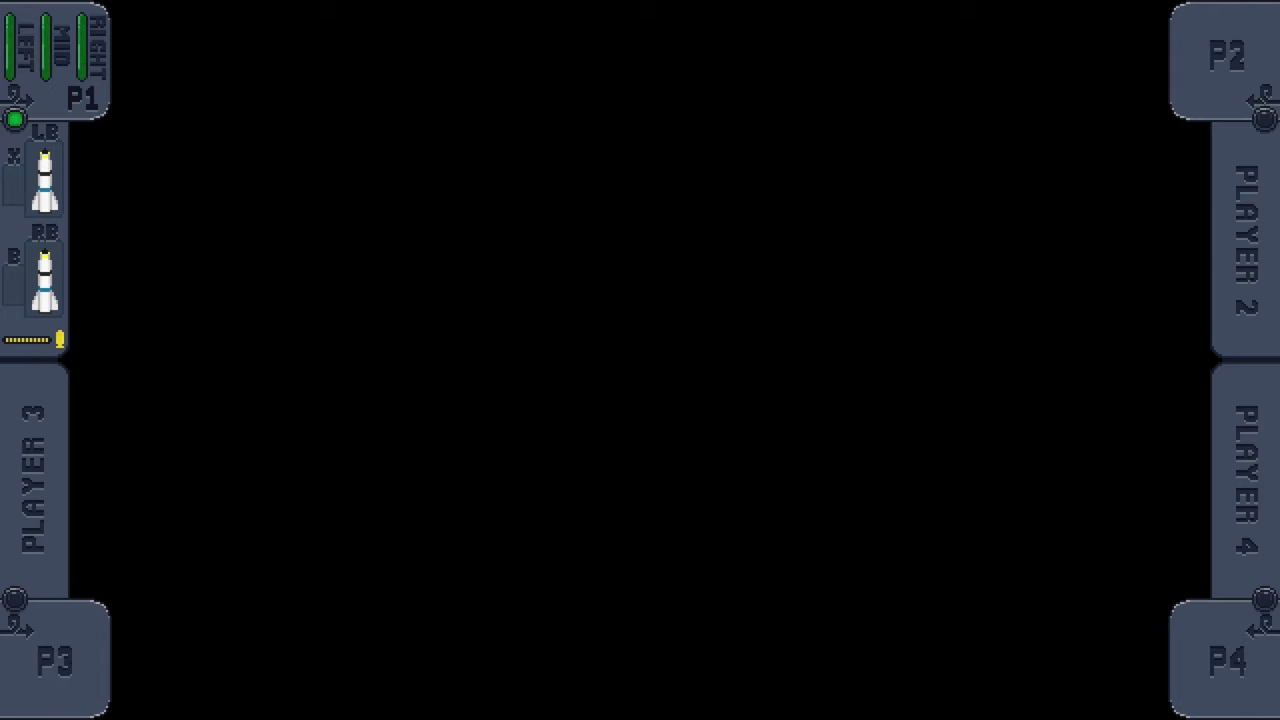 LEFT
MID
RIGHT
P1
LB
X
RB
B
PLAYER 3
P3
P2
PLAYER 2
PLAYER 4
P4